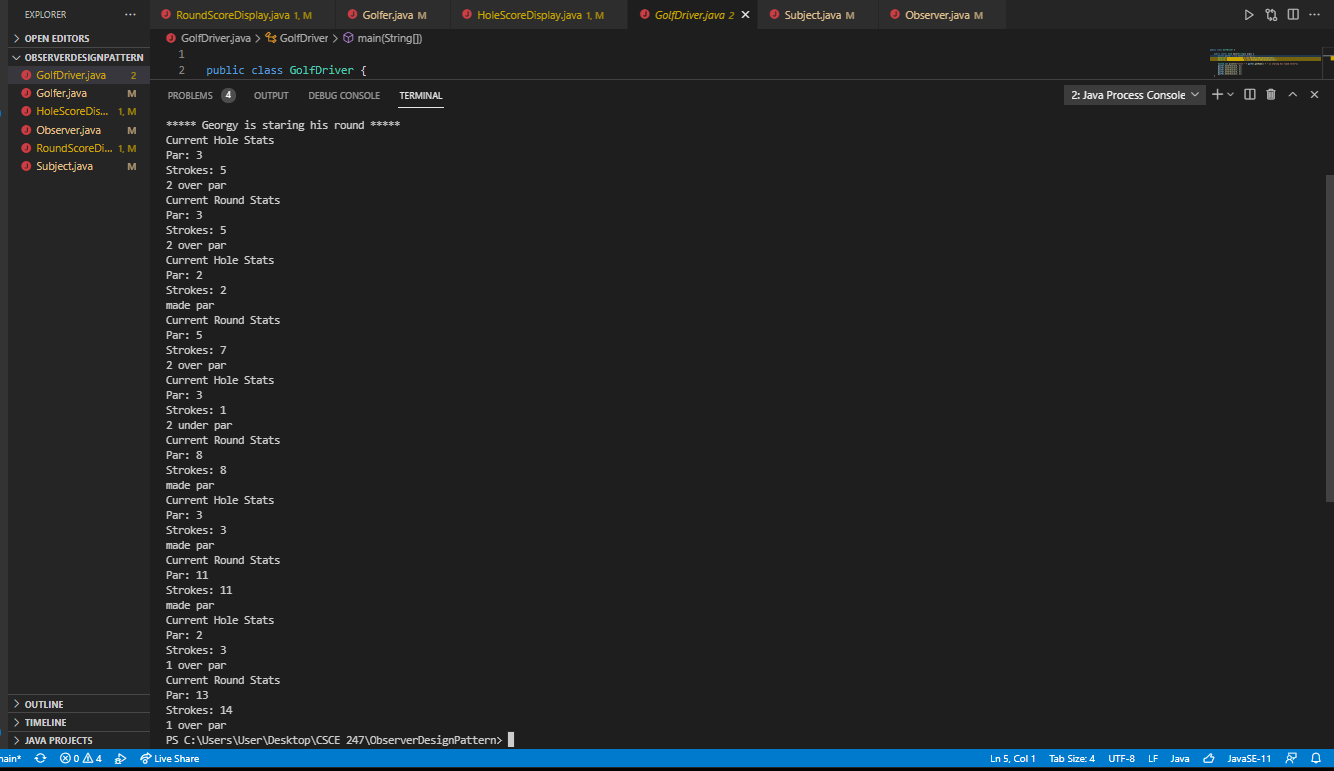 EXPLORER ...
RoundScoreDisplay.java 1, M
Golfer.java M
HoleScoreDisplay.java 1, M
GolfDriver.java 2
Subject.java M
Observer.java M
OPEN EDITORS
OBSERVERDESIGNPATTERN
GolfDriver.java 2
Golfer.java M
HoleScoreDis... 1, M
Observer.java M
RoundScoreDi... 1, M
Subject.java M
OUTLINE
TIMELINE
JAVA PROJECTS
GolfDriver.java > GolfDriver > main(String[])
1
2 public class GolfDriver {
PROBLEMS 4 OUTPUT DEBUG CONSOLE TERMINAL 2: Java Process Console
***** Georgy is staring his round *****
Current Hole Stats
Par: 3
Strokes: 5
2 over par
Current Round Stats
Par: 3
Strokes: 5
2 over par
Current Hole Stats
Par: 2
Strokes: 2
made par
Current Round Stats
Par: 5
Strokes: 7
2 over par
Current Hole Stats
Par: 3
Strokes: 1
2 under par
Current Round Stats
Par: 8
Strokes: 8
made par
Current Hole Stats
Par: 3
Strokes: 3
made par
Current Round Stats
Par: 11
Strokes: 11
made par
Current Hole Stats
Par: 2
Strokes: 3
1 over par
Current Round Stats
Par: 13
Strokes: 14
1 over par
PS C:\Users\User\Desktop\CSCE 247\ObserverDesignPattern>
main* 0 4 Live Share Ln 5, Col 1 Tab Size: 4 UTF-8 LF Java JavaSE-11